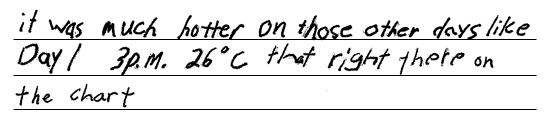 it was much hotter on those other days like
Day 1 3p.m. 26°C that right there on
the chart